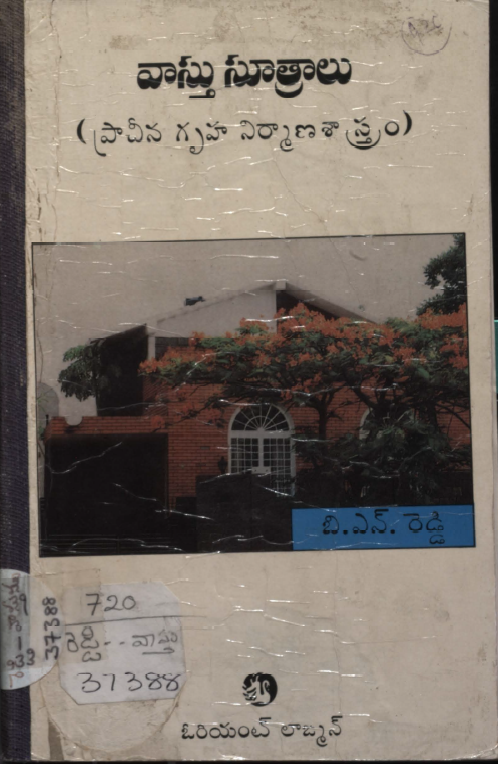 వాస్తు సూత్రాలు
(ప్రాచీన గృహ నిర్మాణశాస్త్రం)
బి.ఎన్. రెడ్డి
720
రెడ్డి-- వాస్తు
37388
37388
ఓరియంట్ లాఙ్మన్